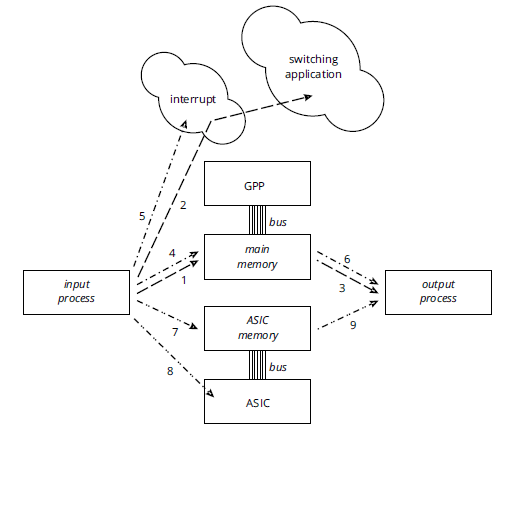 switching
application
interrupt
5
2
GPP
bus
4
1
main
memory
6
3
input
process
output
process
7
8
ASIC
memory
9
bus
ASIC